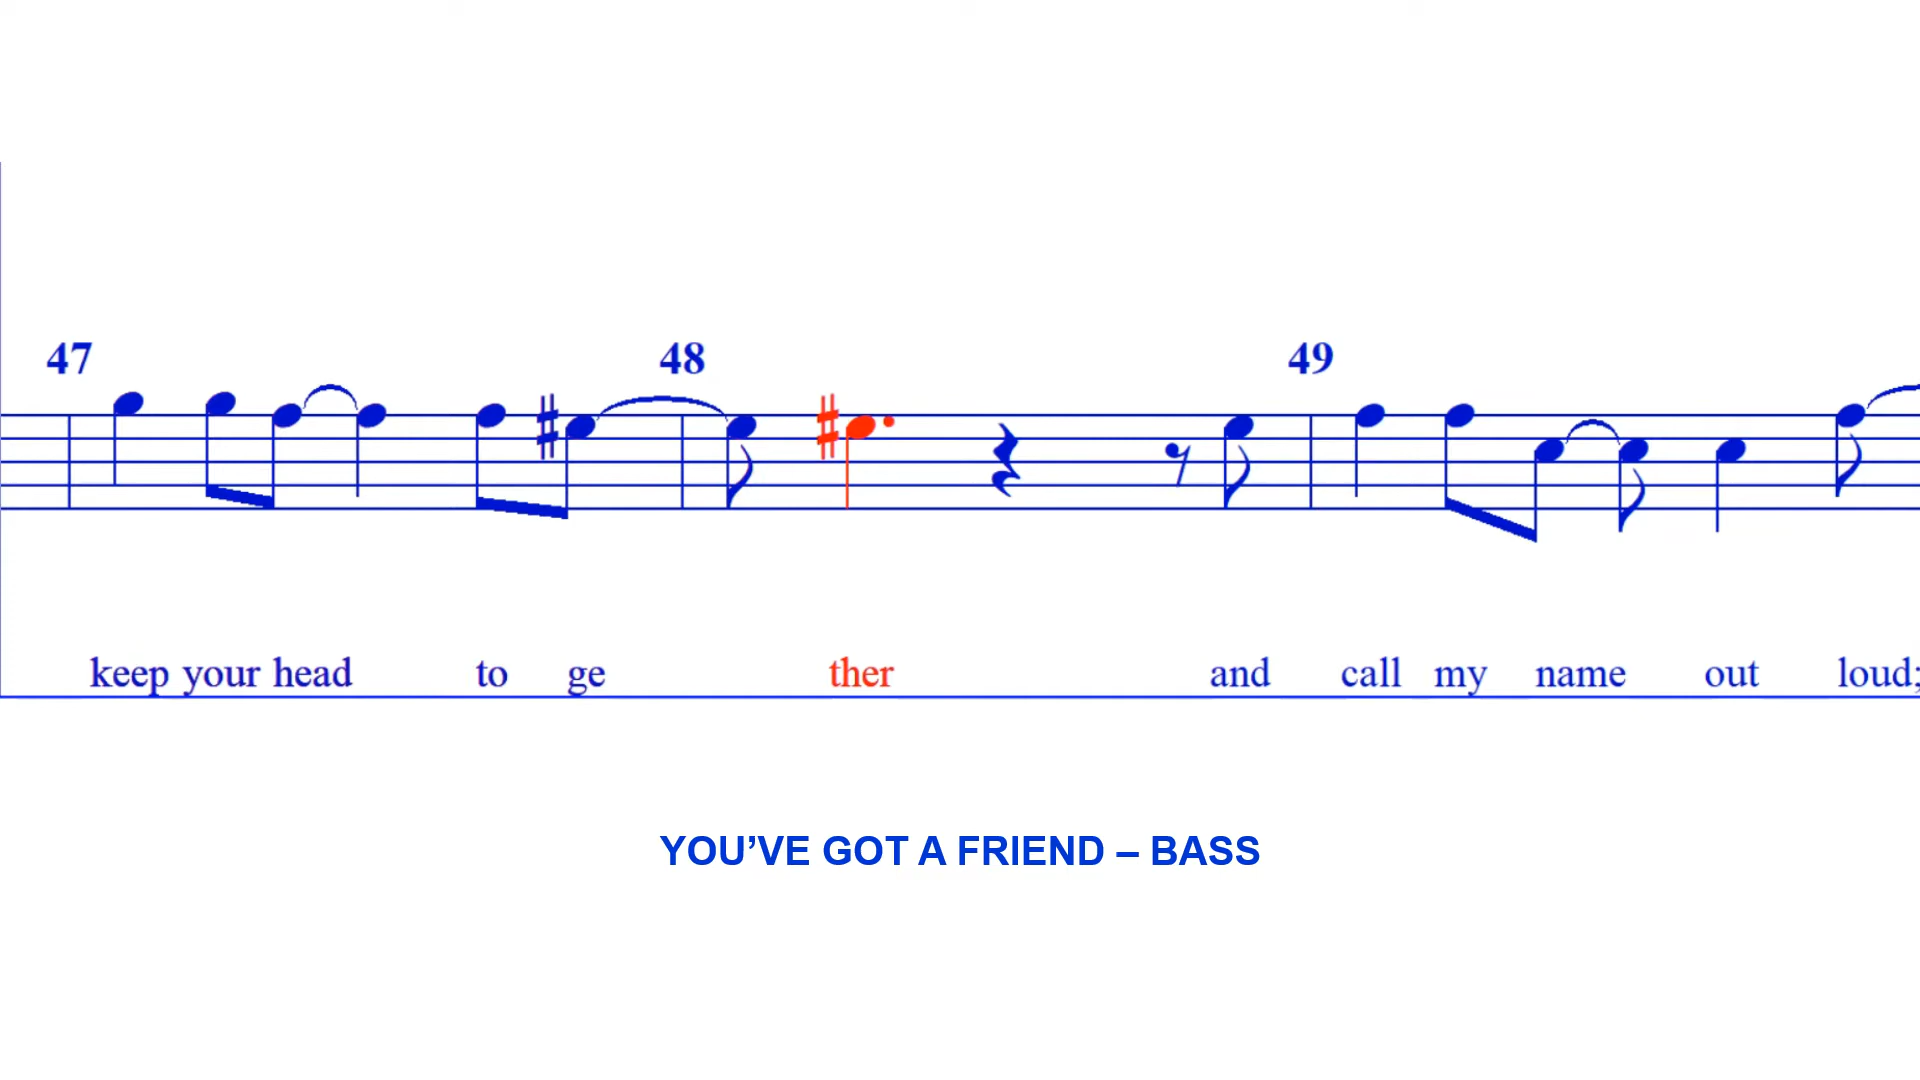 47 48 49
keep your head to ge ther and call my name out loud;
YOU’VE GOT A FRIEND – BASS